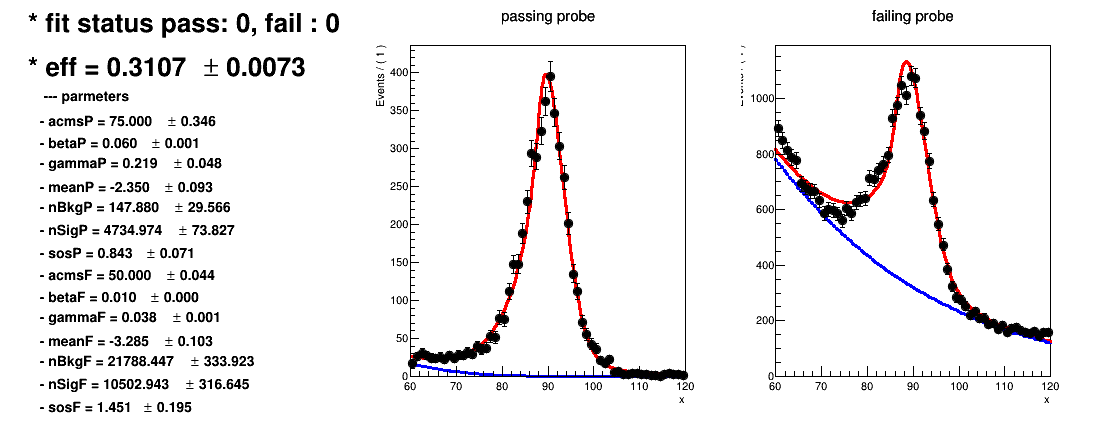 * fit status pass: 0, fail : 0
* eff = 0.3107 ± 0.0073
--- parmeters
- acmsP = 75.000 ± 0.346
- betaP = 0.060 ± 0.001
- gammaP = 0.219 ± 0.048
- meanP = -2.350 ± 0.093
- nBkgP = 147.880 ± 29.566
- nSigP = 4734.974 ± 73.827
- sosP = 0.843 ± 0.071
- acmsF = 50.000 ± 0.044
- betaF = 0.010 ± 0.000
- gammaF = 0.038 ± 0.001
- meanF = -3.285 ± 0.103
- nBkgF = 21788.447 ± 333.923
- nSigF = 10502.943 ± 316.645
- sosF = 1.451 ± 0.195
passing probe
Events / ( 1 )
400
350
300
250
200
150
100
50
0
60 70 80 90 100 110 120
x
failing probe
1000
800
600
400
200
0
60 70 80 90 100 110 120
x